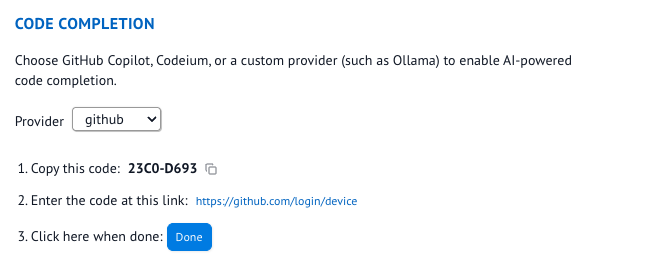 CODE COMPLETION
Choose GitHub Copilot, Codeium, or a custom provider (such as Ollama) to enable AI-powered
code completion.
Provider github
1. Copy this code: 23C0-D693
2. Enter the code at this link: https://github.com/login/device
3. Click here when done: Done